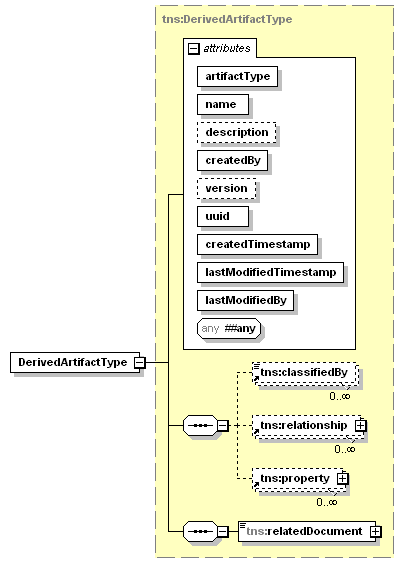 tns:DerivedArtifactType
attributes
artifactType
name
description
createdBy
version
uuid
createdTimestamp
lastModifiedTimestamp
lastModifiedBy
any ##any
DerivedArtifactType
tns:classifiedBy
0..∞
tns:relationship
0..∞
tns:property
0..∞
tns:relatedDocument